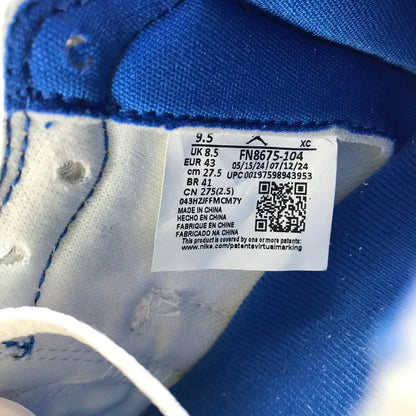 9.5 XC
UK 8.5 FN8675-104
EUR 43 05/15/24 07/12/24
cm 27.5 UPC 00197598943953
BR 41
CN 275(2.5)
043HZJFFMCM7Y
MADE IN CHINA
HECHO EN CHINA
FABRIQUE EN CHINE
FABRICADO NA CHINA
This product is covered by one or more patents:
www.nike.com/patentsvirtualmarking